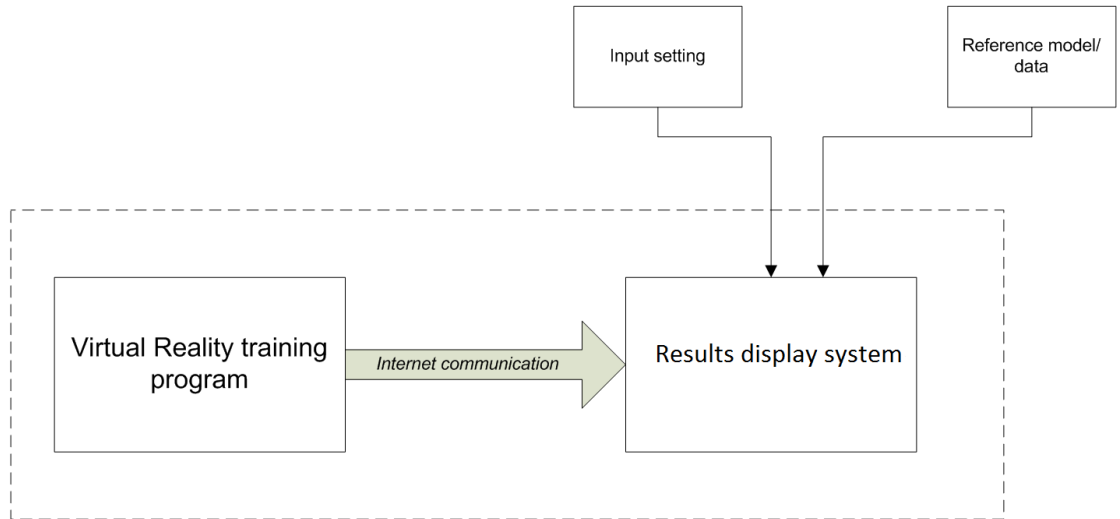 Input setting
Reference model/
data
Virtual Reality training
program
Internet communication
Results display system